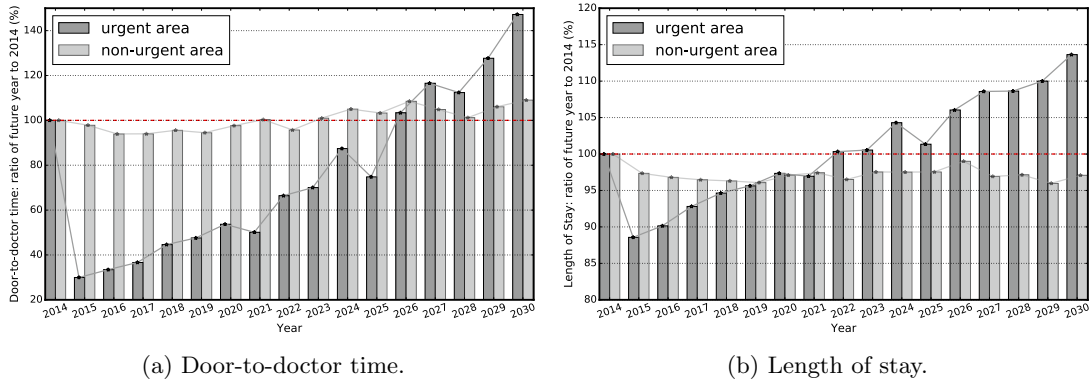 urgent area
non-urgent area
Door-to-doctor time: ratio of future year to 2014 (%)
140
120
100
80
60
40
20
2014 2015 2016 2017 2018 2019 2020 2021 2022 2023 2024 2025 2026 2027 2028 2029 2030
Year
(a) Door-to-doctor time.
urgent area
non-urgent area
Length of Stay: ratio of future year to 2014 (%)
120
115
110
105
100
95
90
85
80
2014 2015 2016 2017 2018 2019 2020 2021 2022 2023 2024 2025 2026 2027 2028 2029 2030
Year
(b) Length of stay.